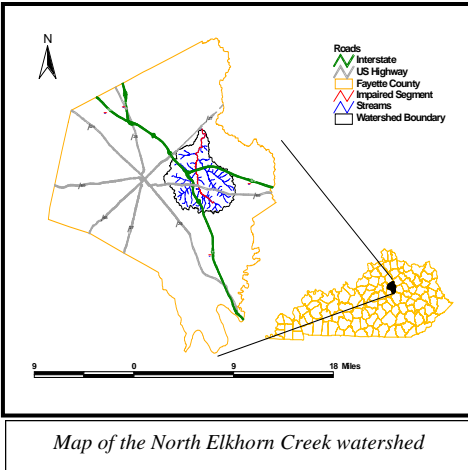 N
Roads
Interstate
US Highway
Fayette County
Impaired Segment
Streams
Watershed Boundary
9 0 9 18 Miles
Map of the North Elkhorn Creek watershed